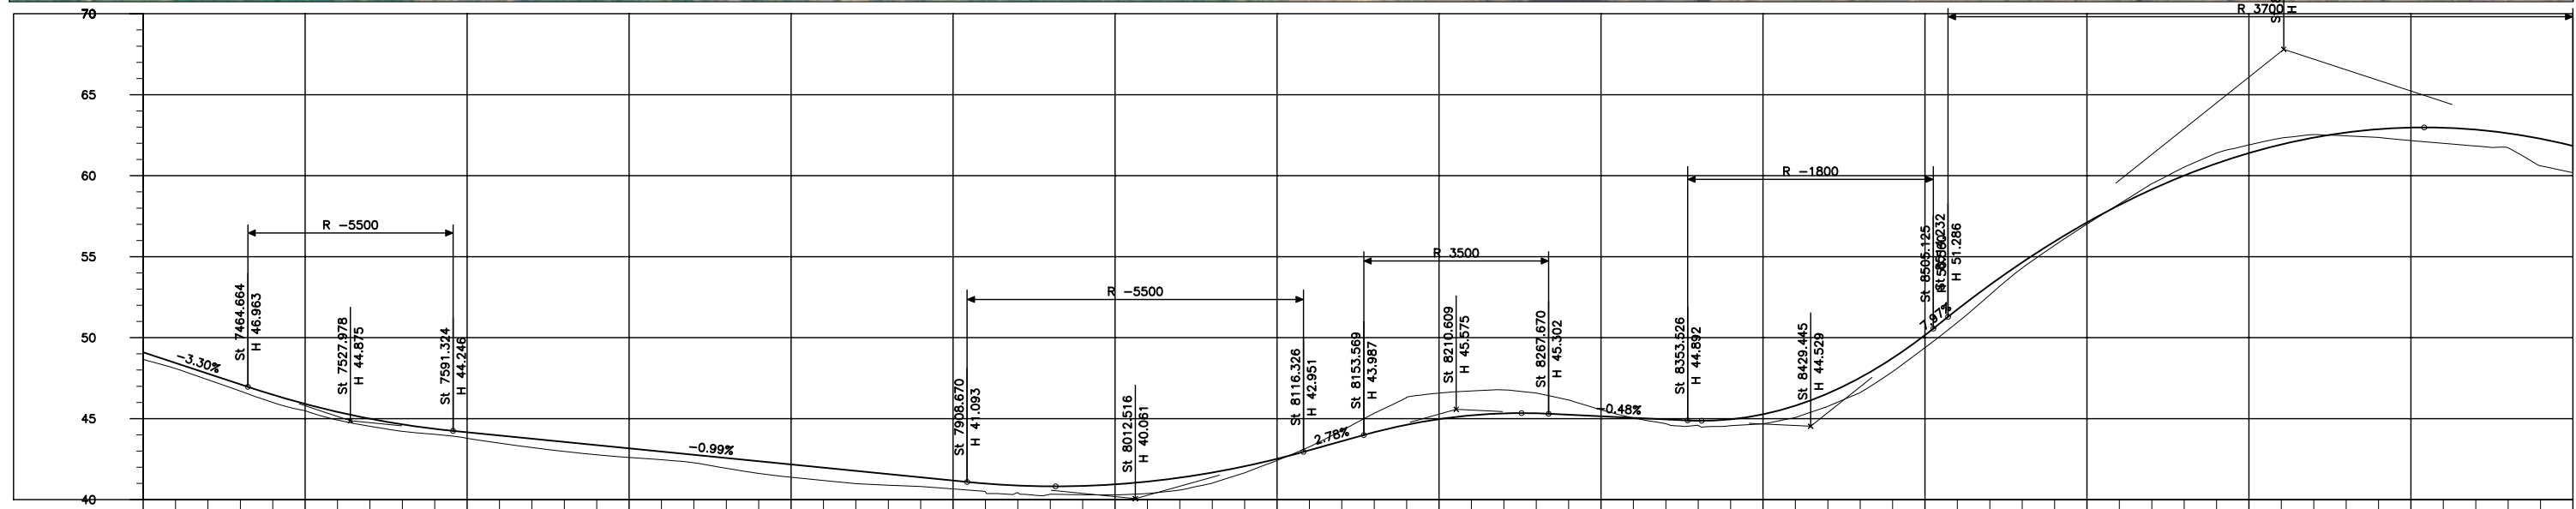 70
65
60
55
50
45
40
-3.30%
St 7464.664
H 46.963
R -5500
St 7527.978
H 44.875
St 7591.324
H 44.246
-0.99%
St 7908.670
H 41.093
R -5500
St 8012.516
H 40.061
St 8116.326
H 42.951
2.78%
St 8153.569
H 43.987
R 3500
St 8210.609
H 45.575
St 8267.670
H 45.302
-0.48%
St 8353.526
H 44.892
R -1800
St 8429.445
H 44.529
7.97%
St 8505.125
H 51.286
R 3700
H